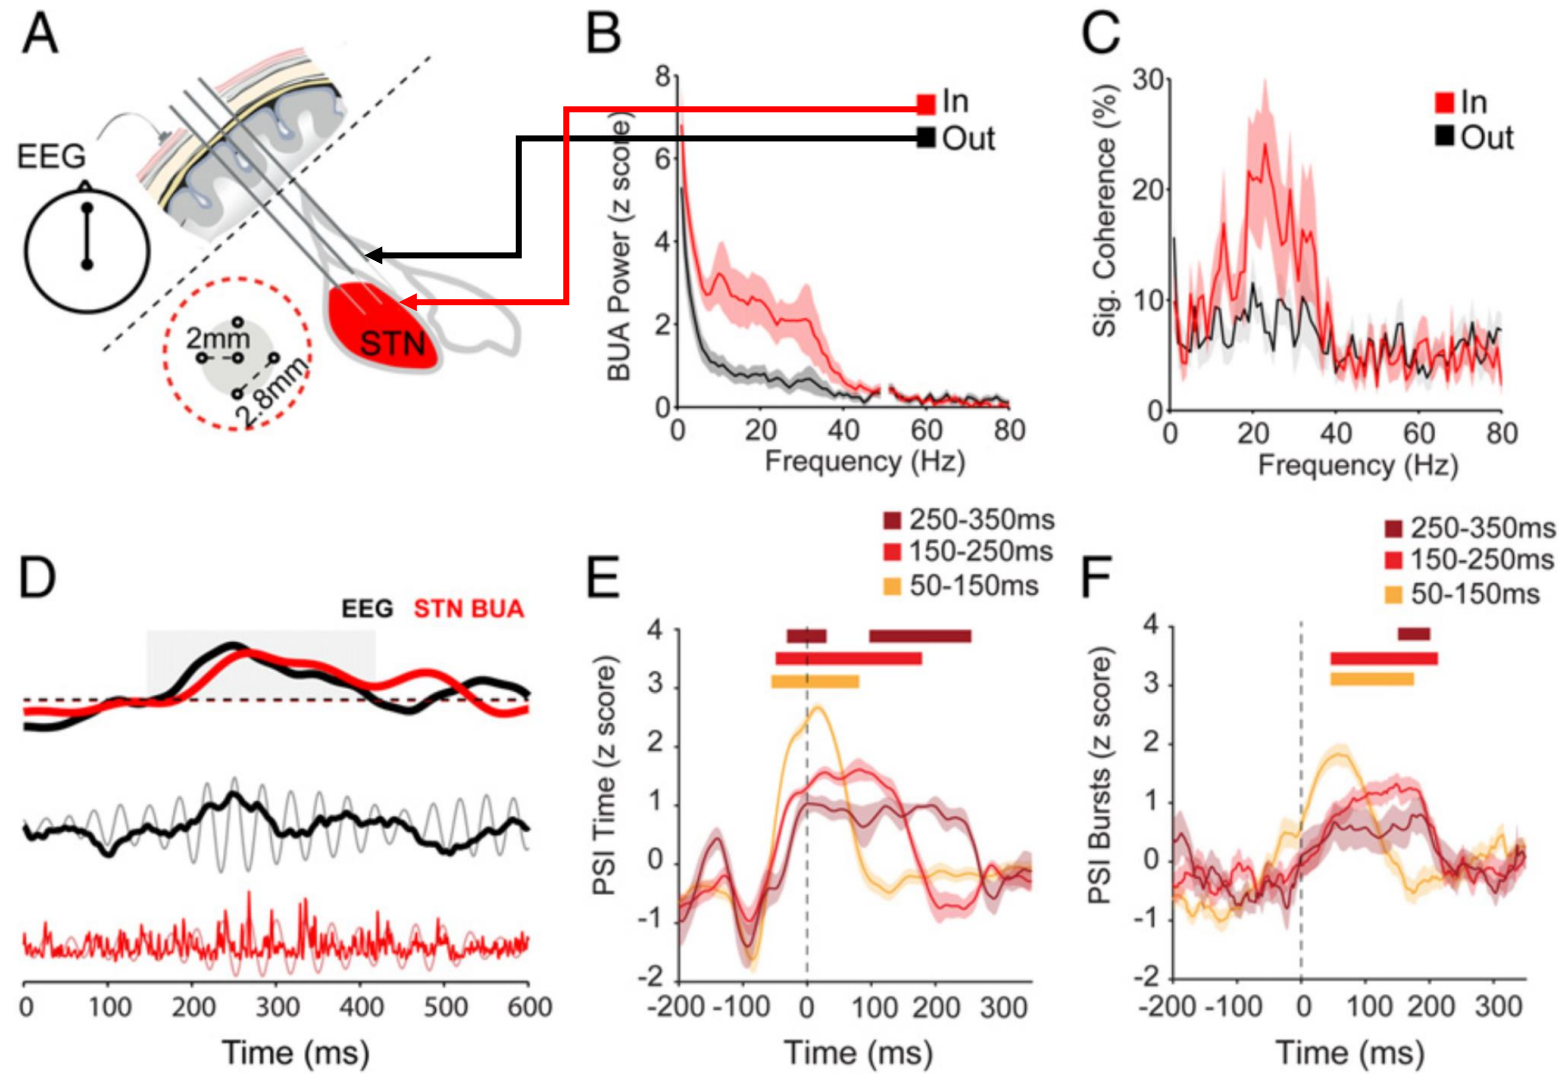 A
EEG
2mm
2.8mm
STN
B
In
Out
BUA Power (z score)
8
6
4
2
0
0 20 40 60 80
Frequency (Hz)
C
In
Out
Sig. Coherence (%)
30
20
10
0
0 20 40 60 80
Frequency (Hz)
D
EEG STN BUA
0 100 200 300 400 500 600
Time (ms)
E
250-350ms
150-250ms
50-150ms
PSI Time (z score)
4
3
2
1
0
-1
-2
-200 -100 0 100 200 300
Time (ms)
F
250-350ms
150-250ms
50-150ms
PSI Bursts (z score)
4
3
2
1
0
-1
-2
-200 -100 0 100 200 300
Time (ms)